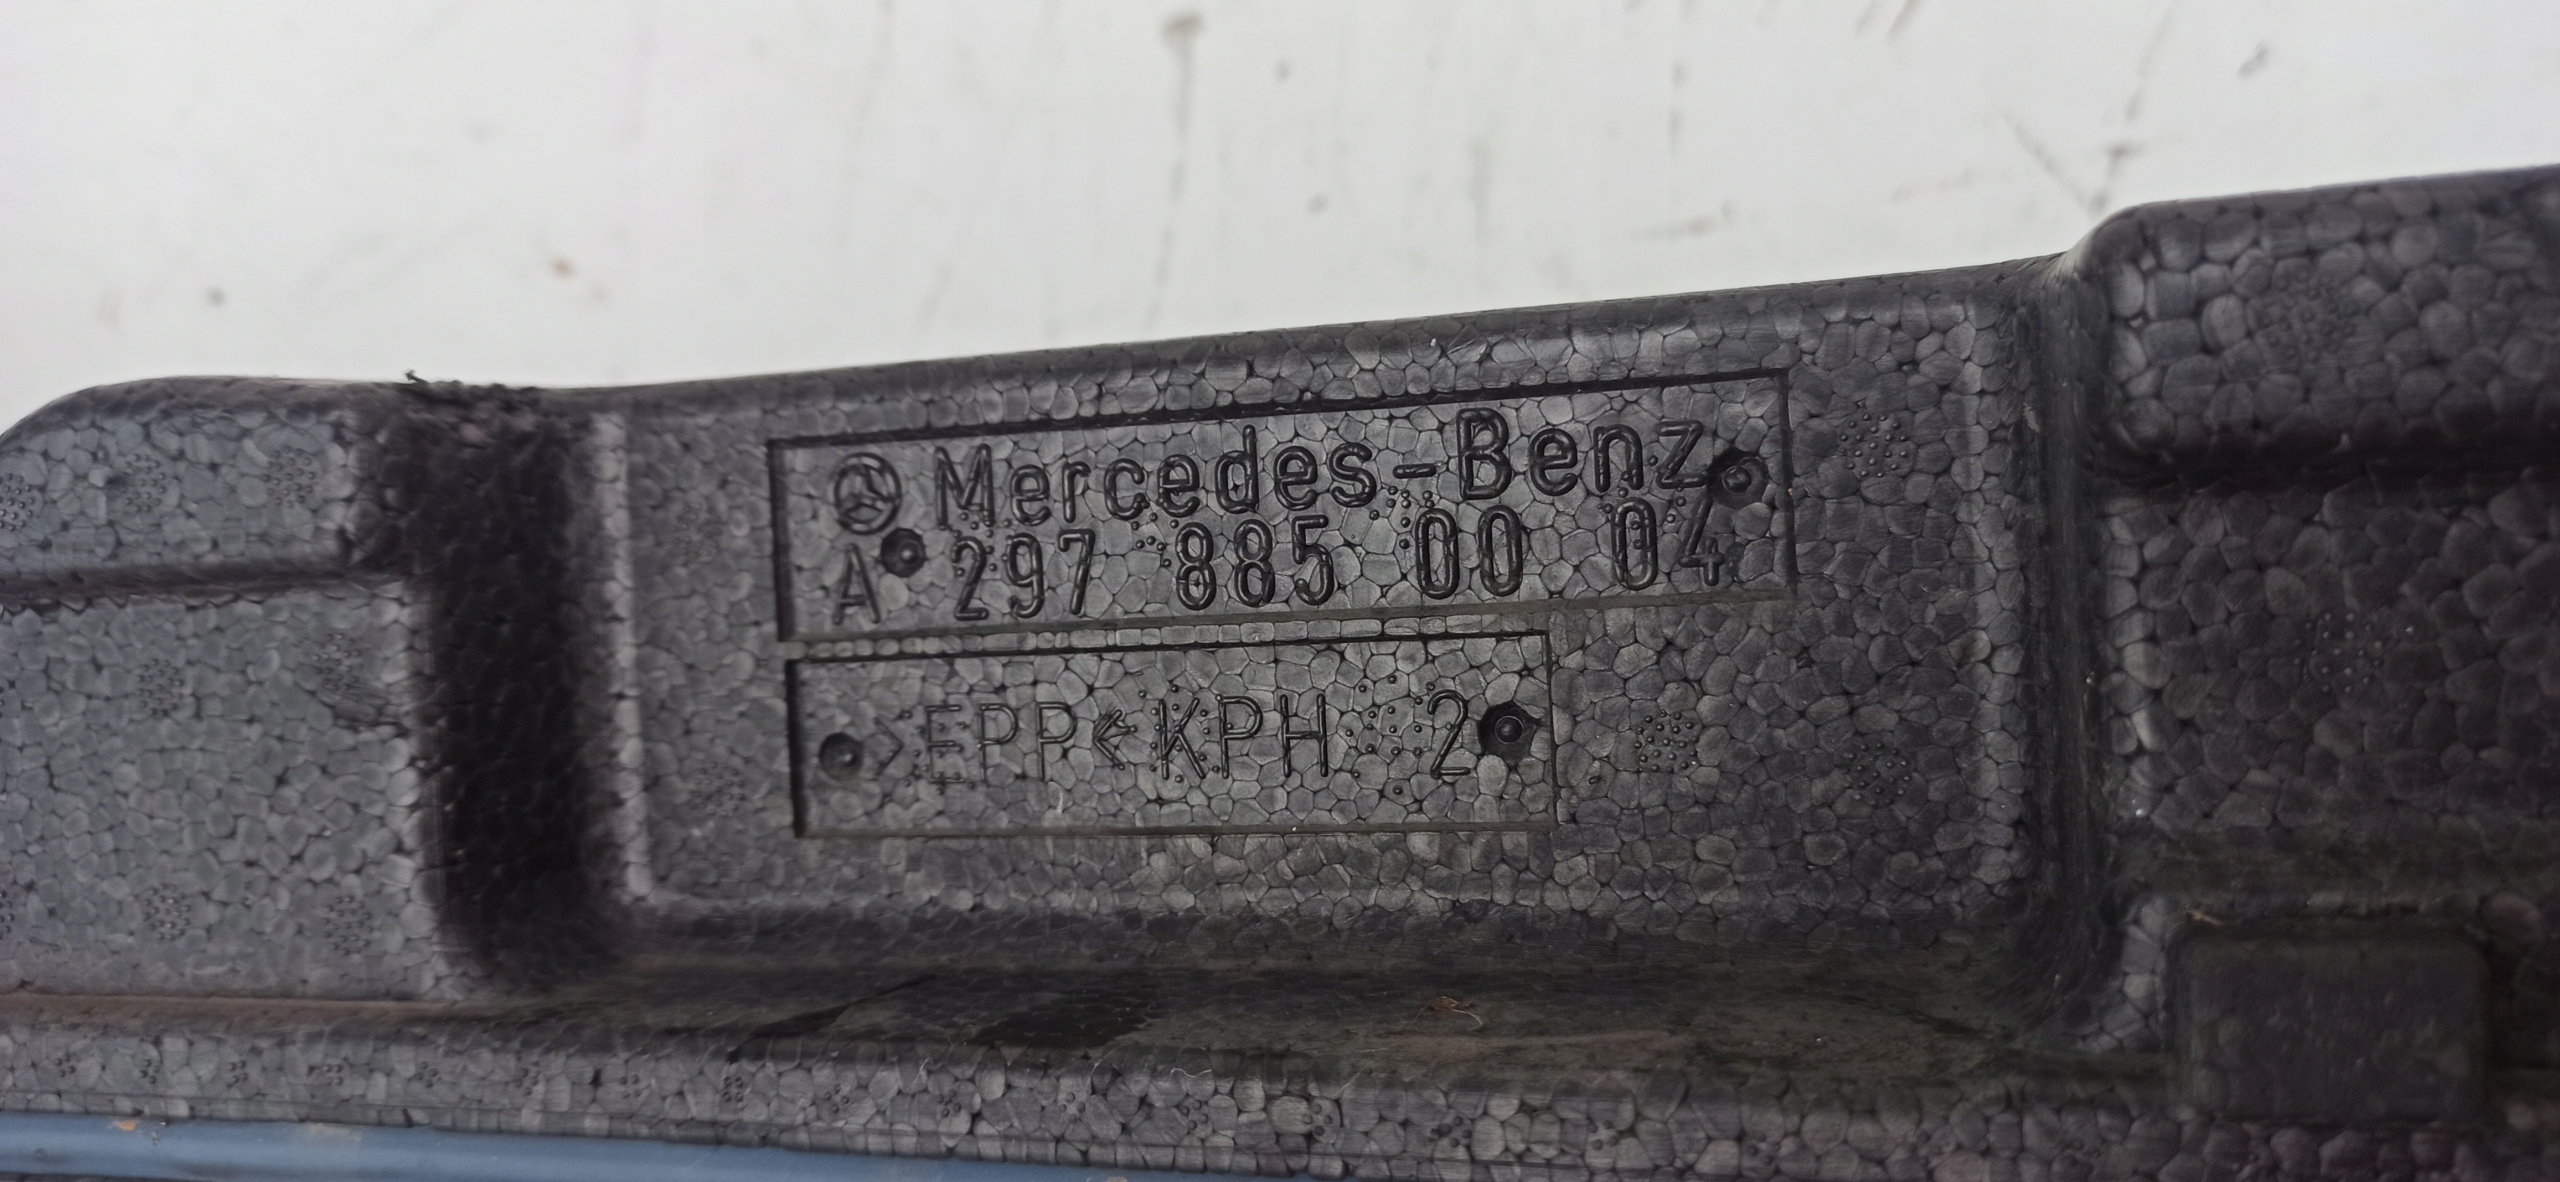 Mercedes-Benz
A 297 885 00 04
>EPP< KPH 2